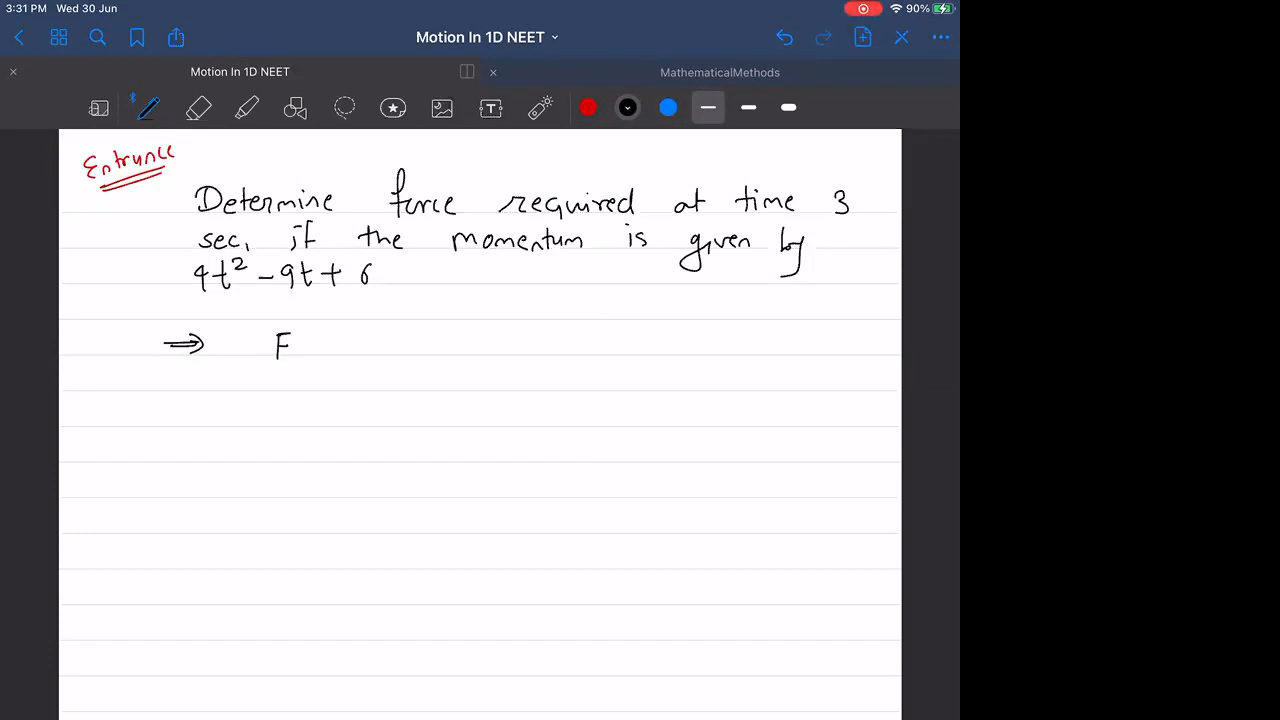 3:31 PM Wed 30 Jun
90%
Motion In 1D NEET
Motion In 1D NEET
MathematicalMethods
Entrance
Determine force required at time 3
sec, if the momentum is given by
4t² - 9t + 6
⇒ F